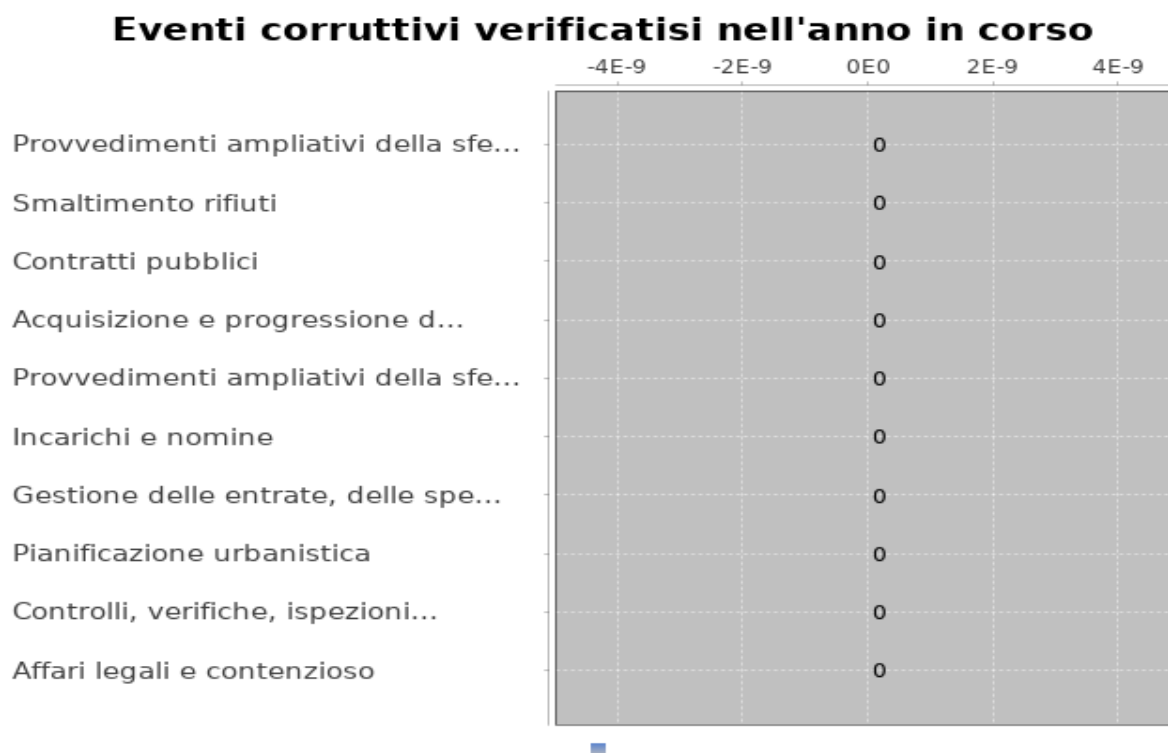 Eventi corruttivi verificatisi nell'anno in corso
-4E-9 -2E-9 0E0 2E-9 4E-9
Provvedimenti ampliativi della sfe... 0
Smaltimento rifiuti 0
Contratti pubblici 0
Acquisizione e progressione d... 0
Provvedimenti ampliativi della sfe... 0
Incarichi e nomine 0
Gestione delle entrate, delle spe... 0
Pianificazione urbanistica 0
Controlli, verifiche, ispezioni... 0
Affari legali e contenzioso 0